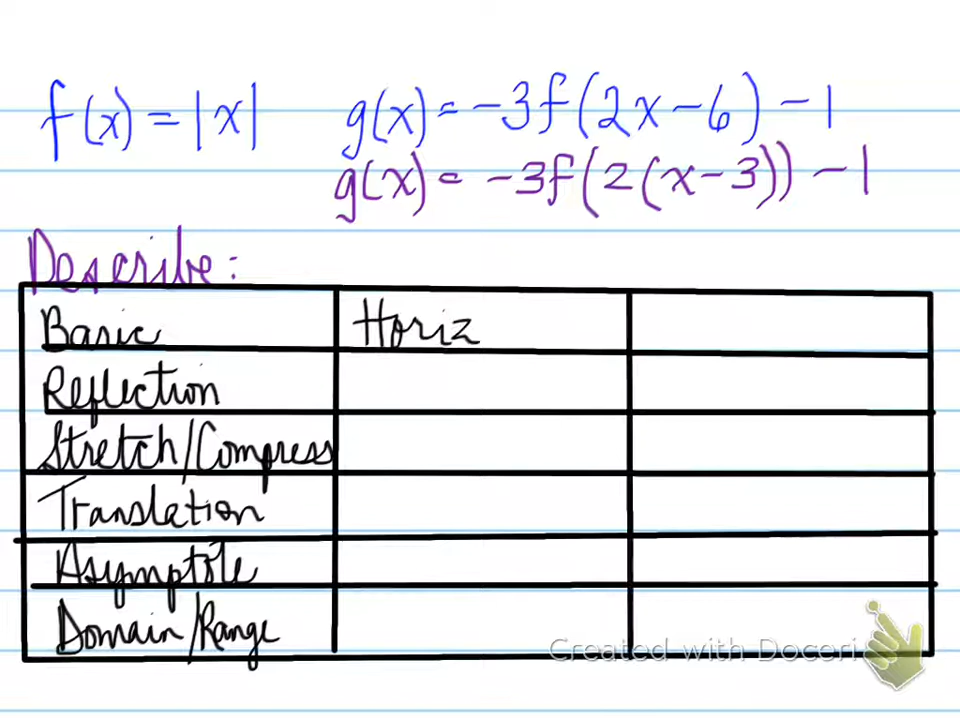 f(x) = |x| g(x) = -3f(2x-6) - 1
g(x) = -3f(2(x-3)) - 1
Describe:
Basic Horiz
Reflection
Stretch/Compress
Translation
Asymptote
Domain/Range
Created with Doceri